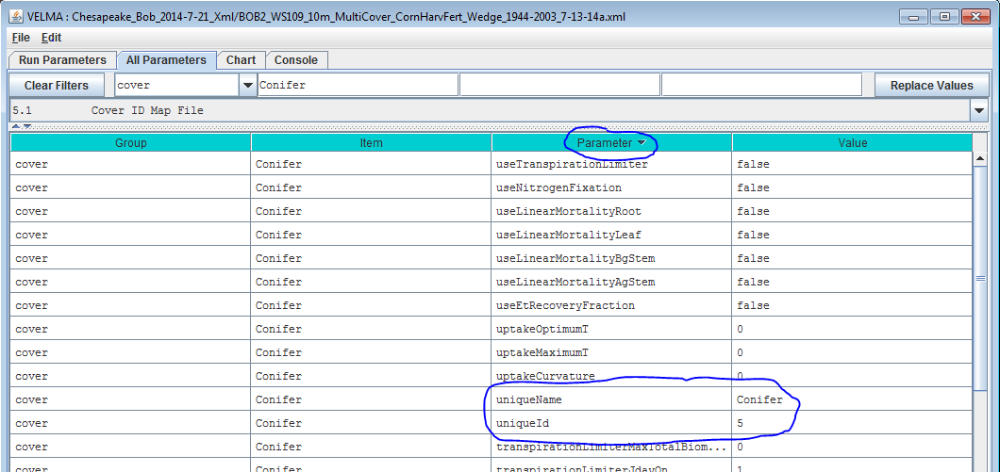 VELMA : Chesapeake_Bob_2014-7-21_Xml/BOB2_WS109_10m_MultiCover_CornHarvFert_Wedge_1944-2003_7-13-14a.xml
File Edit
Run Parameters All Parameters Chart Console
Clear Filters cover Conifer Replace Values
5.1 Cover ID Map File
Group Item Parameter Value
cover Conifer useTranspirationLimiter false
cover Conifer useNitrogenFixation false
cover Conifer useLinearMortalityRoot false
cover Conifer useLinearMortalityLeaf false
cover Conifer useLinearMortalityBgStem false
cover Conifer useLinearMortalityAgStem false
cover Conifer useEtRecoveryFraction false
cover Conifer uptakeOptimumT 0
cover Conifer uptakeMaximumT 0
cover Conifer uptakeCurvature 0
cover Conifer uniqueName Conifer
cover Conifer uniqueId 5
cover Conifer transpirationLimiterMaxTotalBiom... 0
cover Conifer transpirationLimiterJdayOn 1